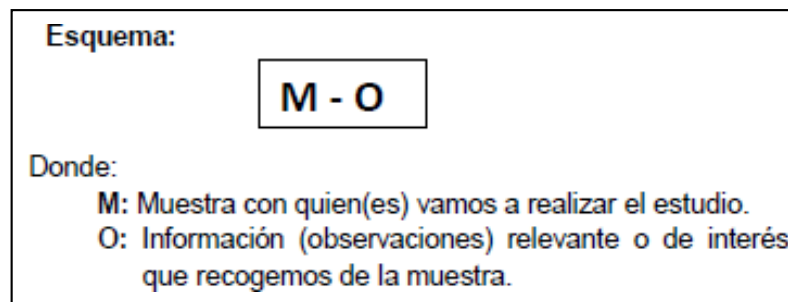 Esquema:
M - O
Donde:
M: Muestra con quien(es) vamos a realizar el estudio.
O: Información (observaciones) relevante o de interés
que recogemos de la muestra.